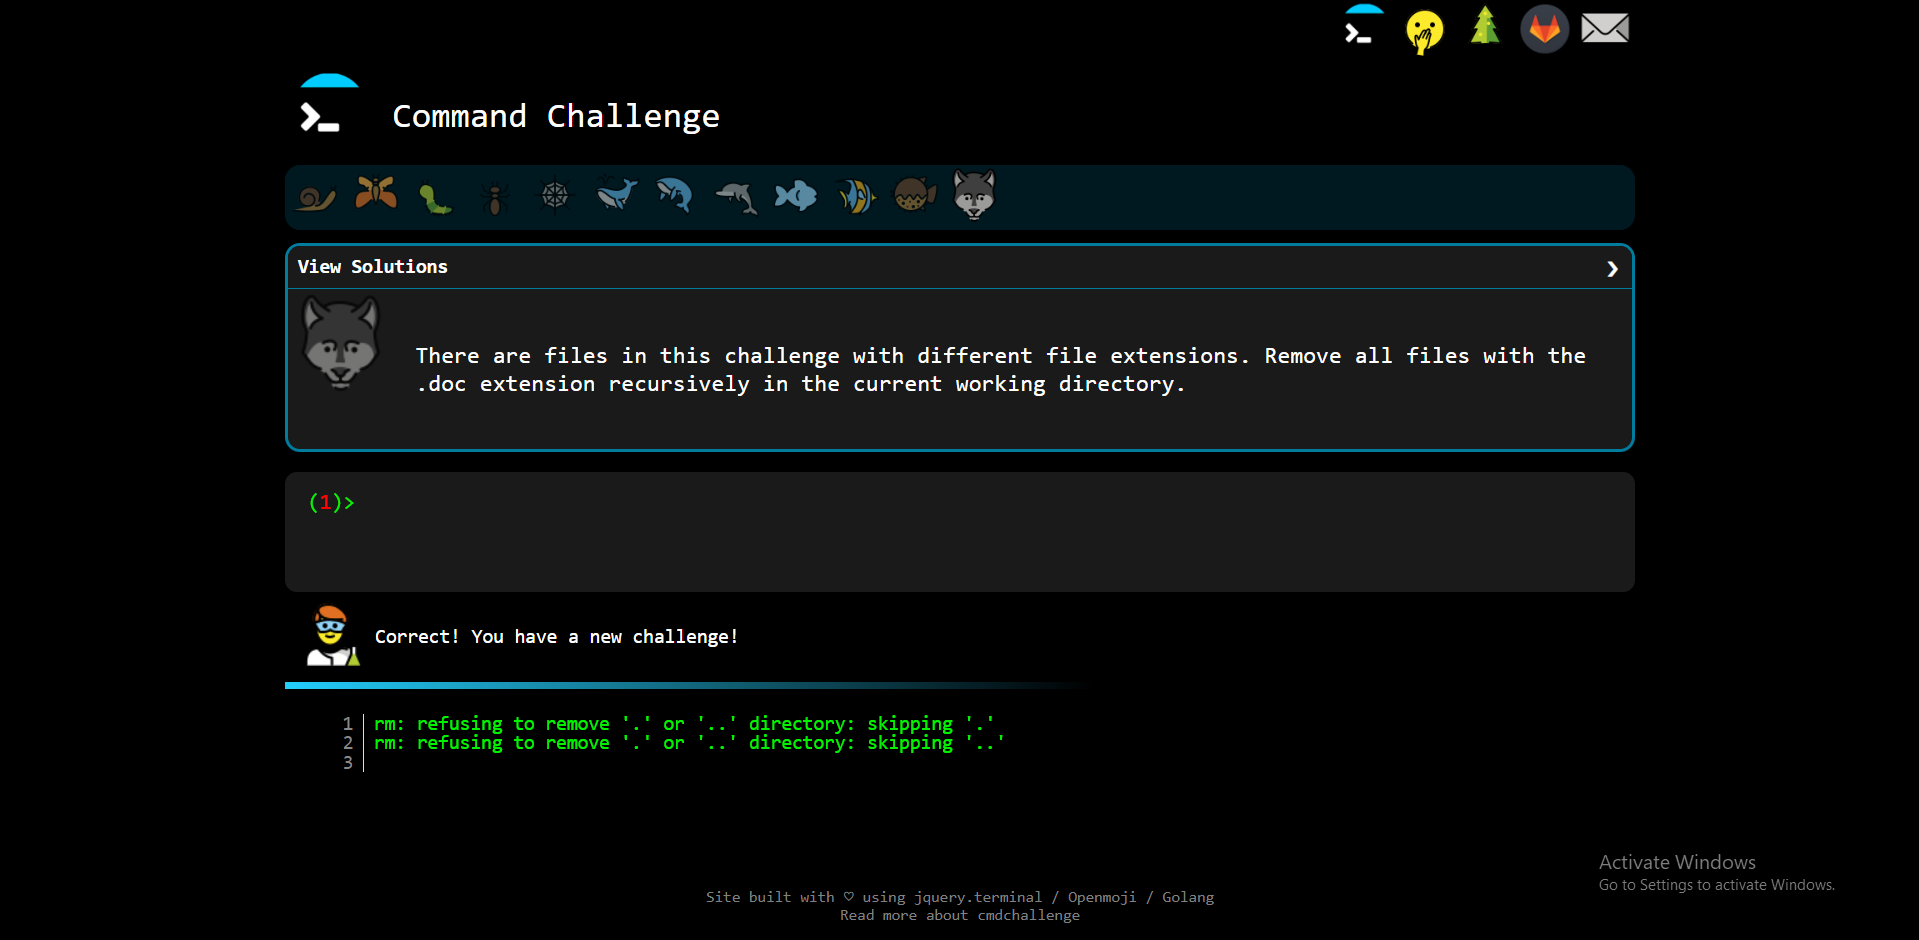 Command Challenge
View Solutions
There are files in this challenge with different file extensions. Remove all files with the
.doc extension recursively in the current working directory.
(1)>
Correct! You have a new challenge!
1 rm: refusing to remove '.' or '..' directory: skipping '.'
2 rm: refusing to remove '.' or '..' directory: skipping '..'
3
Activate Windows
Go to Settings to activate Windows.
Site built with ♡ using jquery.terminal / Openmoji / Golang
Read more about cmdchallenge